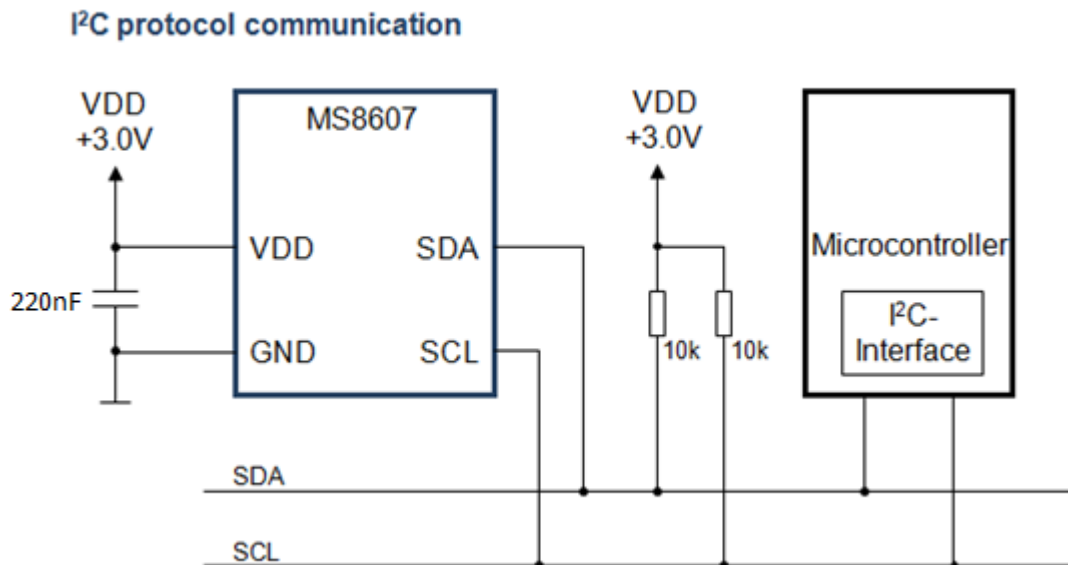 I²C protocol communication
VDD
+3.0V
MS8607
VDD
+3.0V
VDD
SDA
Microcontroller
220nF
I²C-
Interface
GND
SCL
10k
10k
SDA
SCL